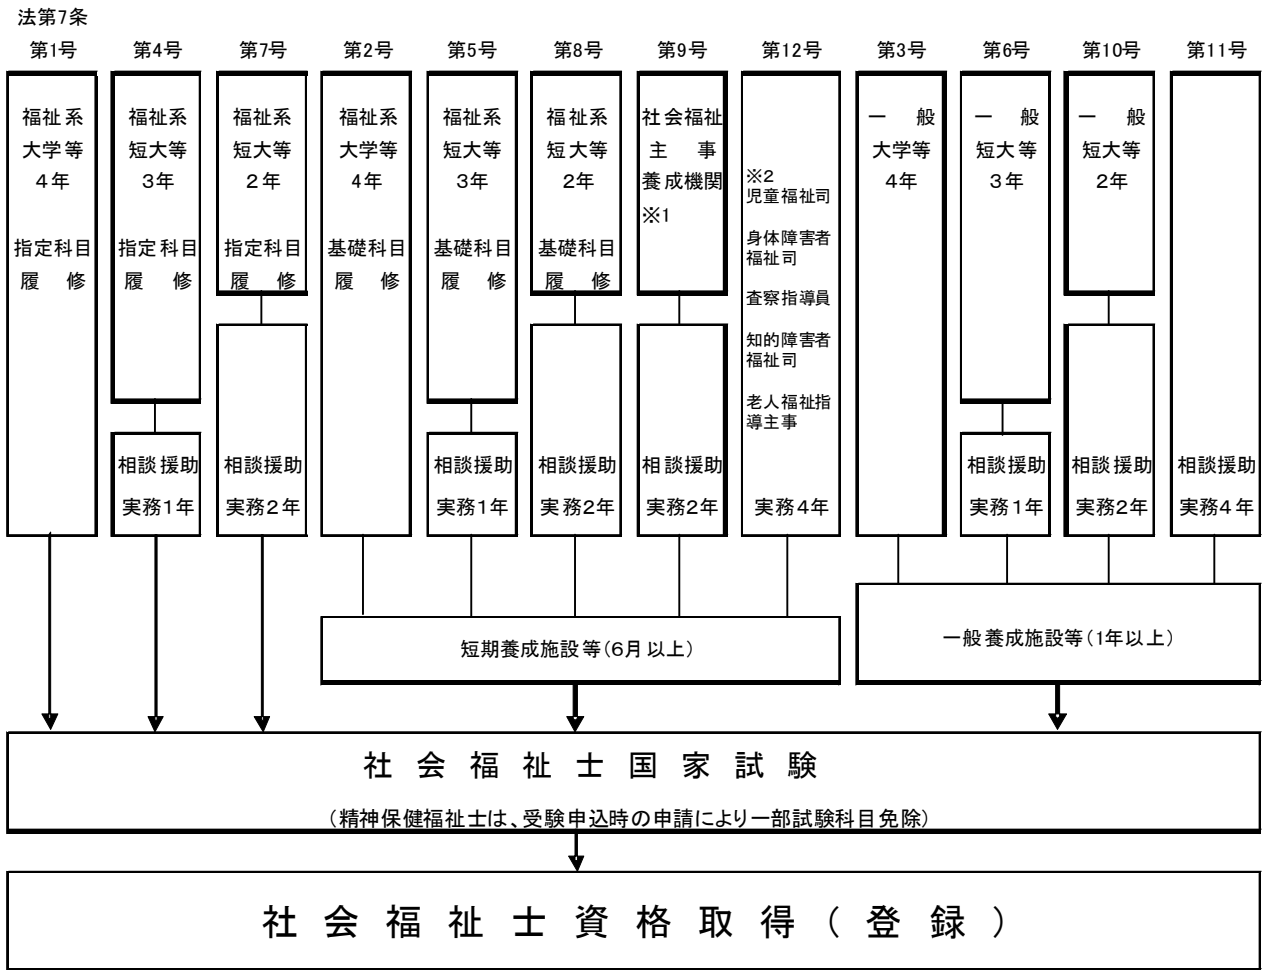 法第7条
第1号
第4号
第7号
第2号
第5号
第8号
第9号
第12号
第3号
第6号
第10号
第11号
福祉系
大学等
4年
指定科目
履修
福祉系
短大等
3年
指定科目
履修
相談援助
実務1年
福祉系
短大等
2年
指定科目
履修
相談援助
実務2年
福祉系
大学等
4年
基礎科目
履修
福祉系
短大等
3年
基礎科目
履修
相談援助
実務1年
福祉系
短大等
2年
基礎科目
履修
相談援助
実務2年
社会福祉
主事
養成機関
※1
相談援助
実務2年
※2
児童福祉司
身体障害者
福祉司
査察指導員
知的障害者
福祉司
老人福祉指
導主事
実務4年
一般
大学等
4年
一般
短大等
3年
相談援助
実務1年
一般
短大等
2年
相談援助
実務2年
相談援助
実務4年
短期養成施設等(6月以上)
一般養成施設等(1年以上)
社会福祉士国家試験
(精神保健福祉士は、受験申込時の申請により一部試験科目免除)
社会福祉士資格取得(登録)